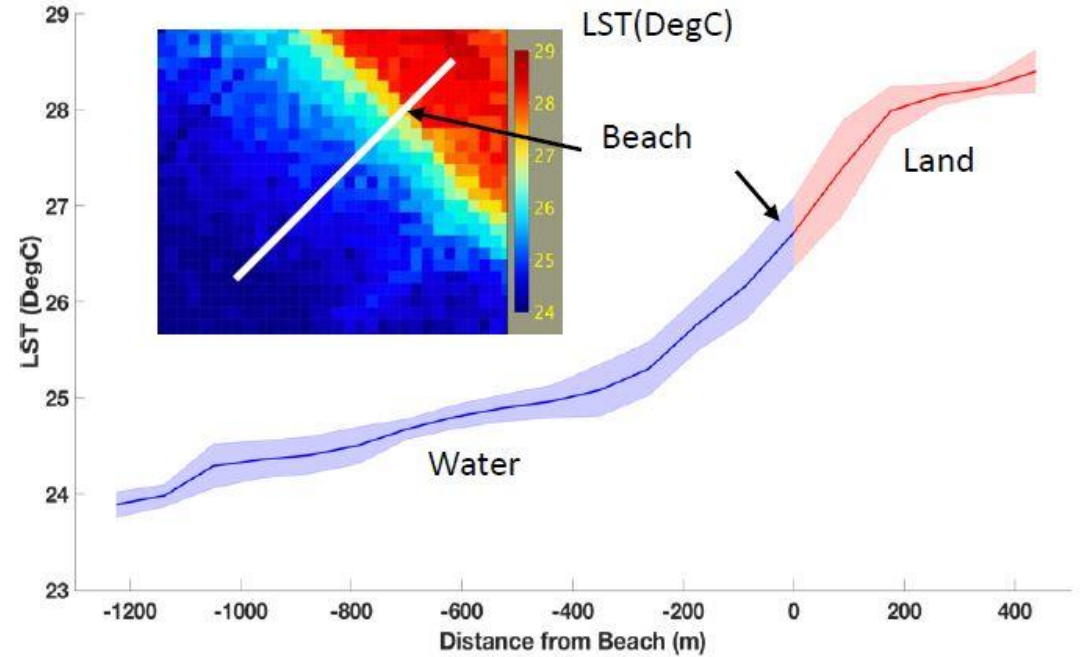 LST(DegC)
29
28
27
26
25
24
23
LST (DegC)
29
28
27
26
25
24
Beach
Land
Water
-1200 -1000 -800 -600 -400 -200 0 200 400
Distance from Beach (m)